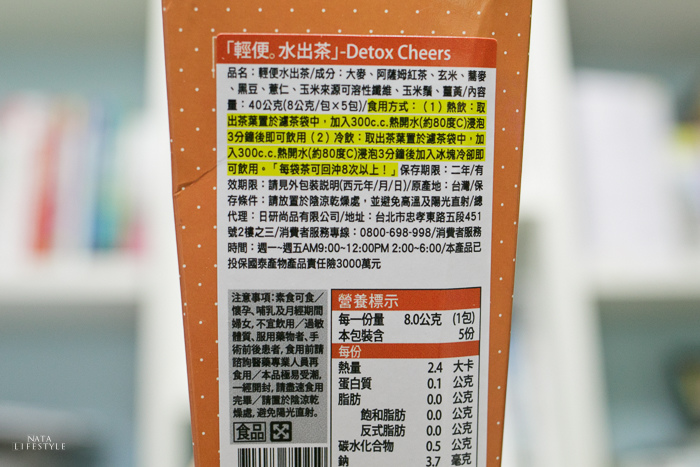 「輕便。水出茶」-Detox Cheers
品名：輕便水出茶/成分：大麥、阿薩姆紅茶、玄米、蕎麥
、黑豆、薏仁、玉米來源可溶性纖維、玉米鬚、薑黃/內容
量：40公克(8公克/包×5包)/食用方式：（1）熱飲：取
出茶葉置於濾茶袋中，加入300c.c.熱開水(約80度C)浸泡
3分鐘後即可飲用（2）冷飲：取出茶葉置於濾茶袋中，加
入300c.c.熱開水(約80度C)浸泡3分鐘後加入冰塊冷卻即
可飲用。「每袋茶可回沖8次以上！」保存期限：二年/有
效期限：請見外包裝說明(西元年/月/日)/原產地：台灣/保
存條件：請放置於陰涼乾燥處，並避免高溫及陽光直射/總
代理：日研尚品有限公司/地址：台北市忠孝東路五段451
號2樓之三/消費者服務專線：0800-698-998/消費者服務
時間：週一~週五AM9:00~12:00PM 2:00~6:00/本產品已
投保國泰產物產品責任險3000萬元
注意事項：素食可食／
懷孕、哺乳及月經期間
婦女，不宜飲用／過敏
體質、服用藥物者、手
術前後患者，食用前請
諮詢醫藥專業人員再
食用／本品極易受潮，
一經開封，請盡速食用
完畢／請置於陰涼乾
燥處，避免陽光直射。
食品
營養標示
每一份量 8.0公克 (1包)
本包裝含 5份
每份
熱量 2.4 大卡
蛋白質 0.1 公克
脂肪 0.0 公克
飽和脂肪 0.0 公克
反式脂肪 0.0 公克
碳水化合物 0.5 公克
鈉 3.7 毫克
NATA
LIFESTYLE